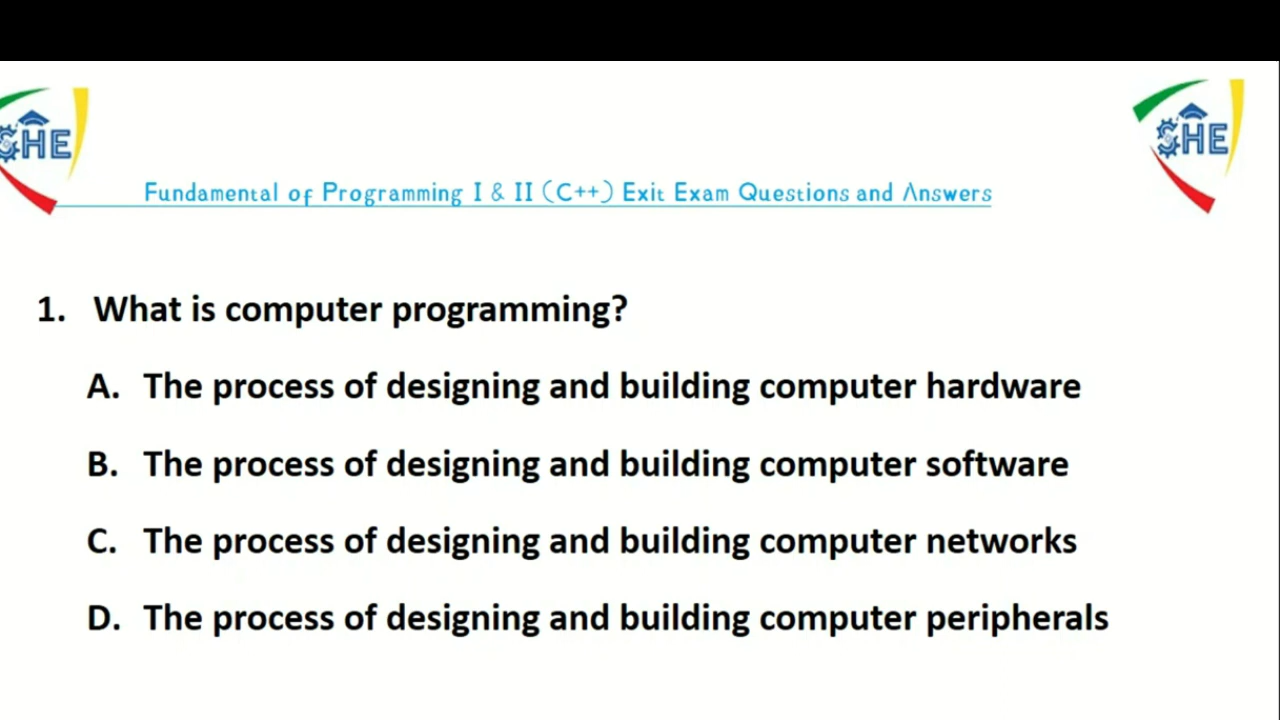 SHE
SHE
Fundamental of Programming I & II (C++) Exit Exam Questions and Answers
1. What is computer programming?
A. The process of designing and building computer hardware
B. The process of designing and building computer software
C. The process of designing and building computer networks
D. The process of designing and building computer peripherals